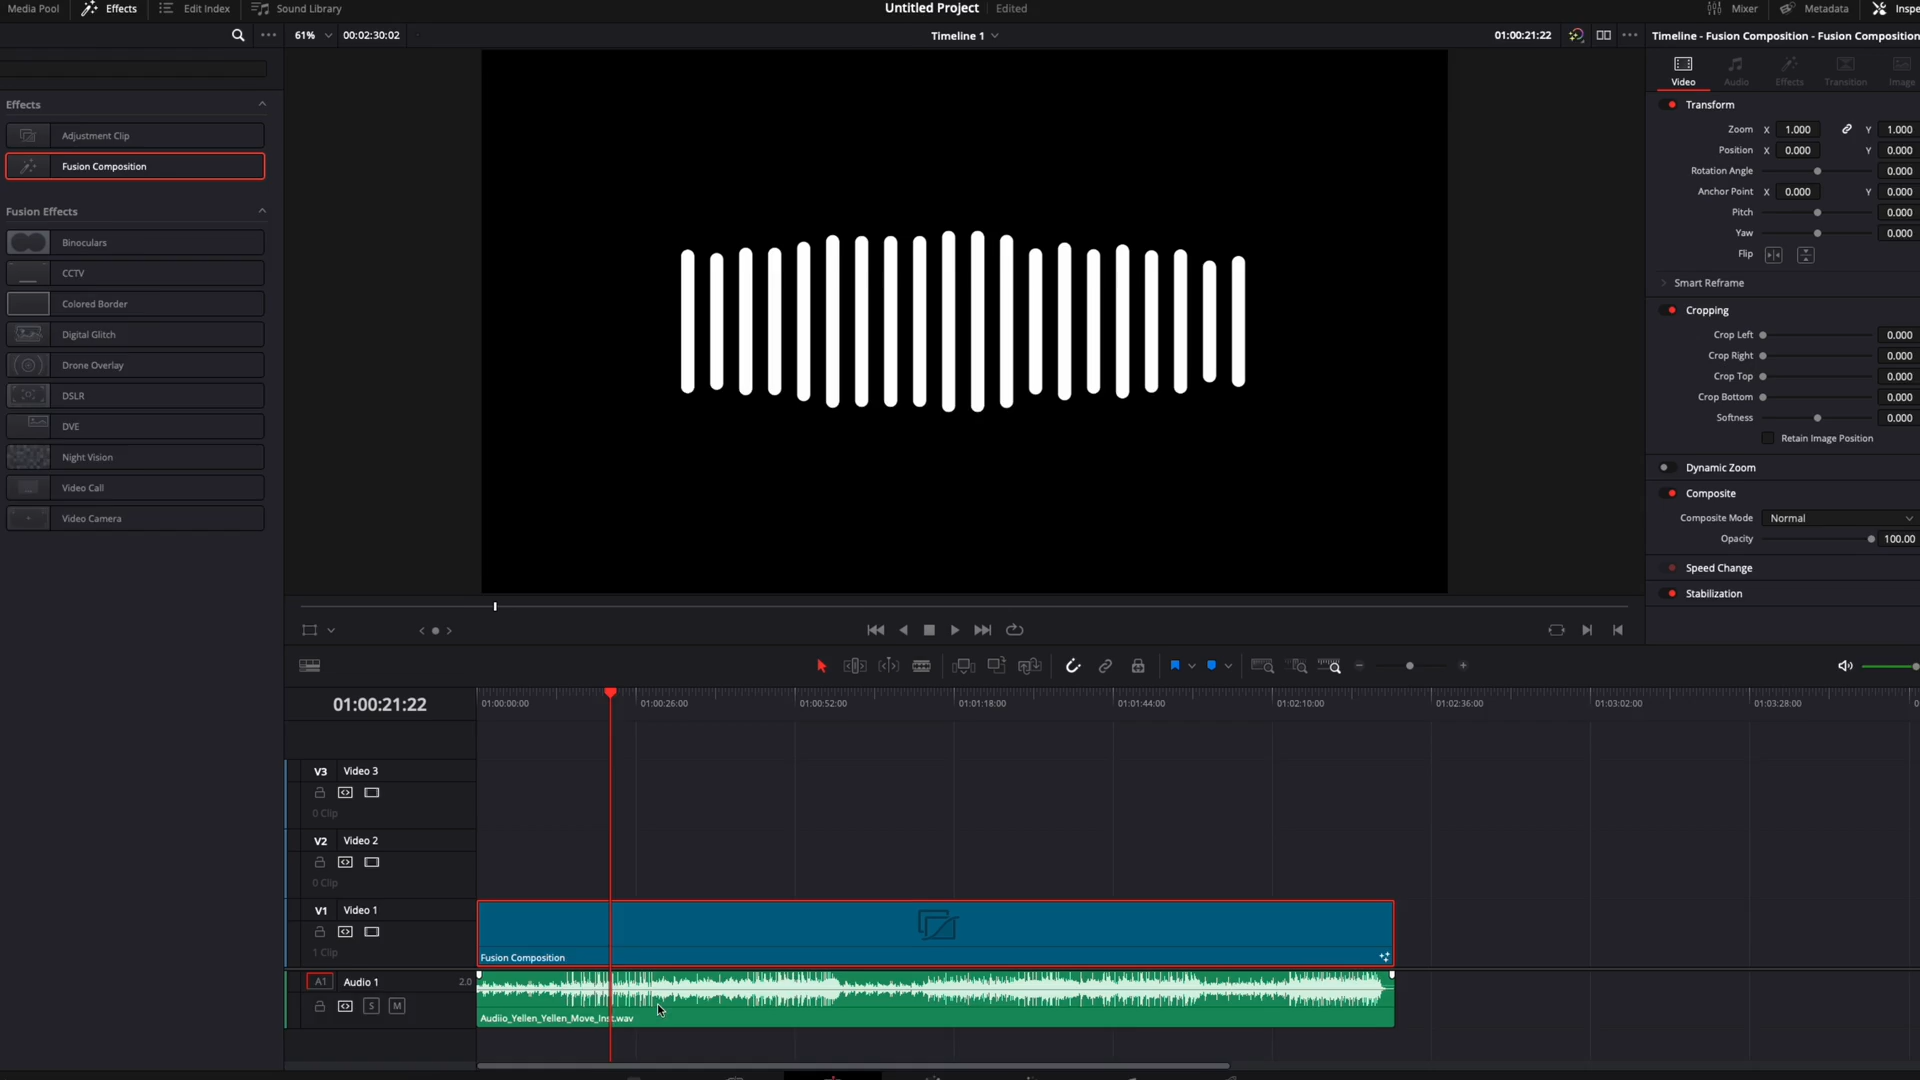 Media Pool Effects Edit Index Sound Library Untitled Project Edited Mixer Metadata Inspe
61% 00:02:30:02 Timeline 1 01:00:21:22 Timeline - Fusion Composition - Fusion Composition
Video Audio Effects Transition Image
Effects
Adjustment Clip
Fusion Composition
Fusion Effects
Binoculars
CCTV
Colored Border
Digital Glitch
Drone Overlay
DSLR
DVE
Night Vision
Video Call
Video Camera
Transform
Zoom X 1.000 Y 1.000
Position X 0.000 Y 0.000
Rotation Angle 0.000
Anchor Point X 0.000 Y 0.000
Pitch 0.000
Yaw 0.000
Flip
Smart Reframe
Cropping
Crop Left 0.000
Crop Right 0.000
Crop Top 0.000
Crop Bottom 0.000
Softness 0.000
Retain Image Position
Dynamic Zoom
Composite
Composite Mode Normal
Opacity 100.00
Speed Change
Stabilization
01:00:21:22 01:00:00:00 01:00:26:00 01:00:52:00 01:01:18:00 01:01:44:00 01:02:10:00 01:02:36:00 01:03:02:00 01:03:28:00
V3 Video 3
0 Clip
V2 Video 2
0 Clip
V1 Video 1
1 Clip
Fusion Composition
A1 Audio 1 2.0
S M